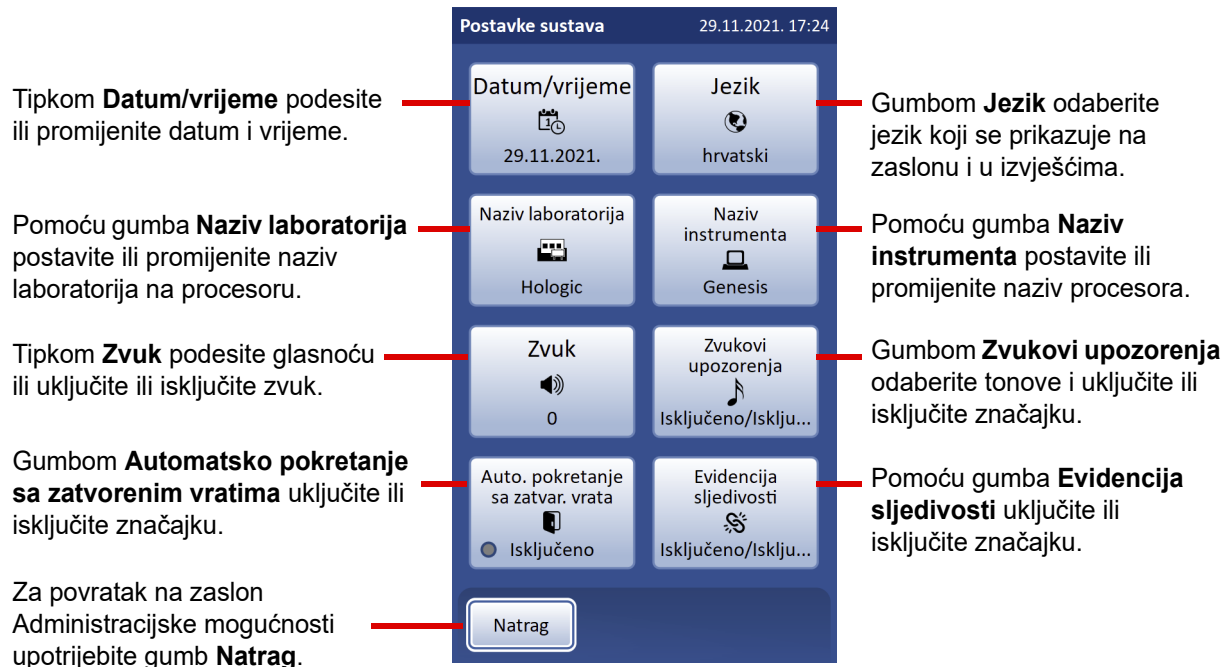 Postavke sustava 29.11.2021. 17:24
Tipkom Datum/vrijeme podesite
ili promijenite datum i vrijeme.
Datum/vrijeme
29.11.2021.
Jezik
hrvatski
Gumbom Jezik odaberite
jezik koji se prikazuje na
zaslonu i u izvješćima.
Pomoću gumba Naziv laboratorija
postavite ili promijenite naziv
laboratorija na procesoru.
Naziv laboratorija
Hologic
Naziv
instrumenta
Genesis
Pomoću gumba Naziv
instrumenta postavite ili
promijenite naziv procesora.
Tipkom Zvuk podesite glasnoću
ili uključite ili isključite zvuk.
Zvuk
0
Zvukovi
upozorenja
Isključeno/Isklju...
Gumbom Zvukovi upozorenja
odaberite tonove i uključite ili
isključite značajku.
Gumbom Automatsko pokretanje
sa zatvorenim vratima uključite ili
isključite značajku.
Auto. pokretanje
sa zatvar. vrata
Isključeno
Evidencija
sljedivosti
Isključeno/Isklju...
Pomoću gumba Evidencija
sljedivosti uključite ili
isključite značajku.
Za povratak na zaslon
Administracijske mogućnosti
upotrijebite gumb Natrag.
Natrag